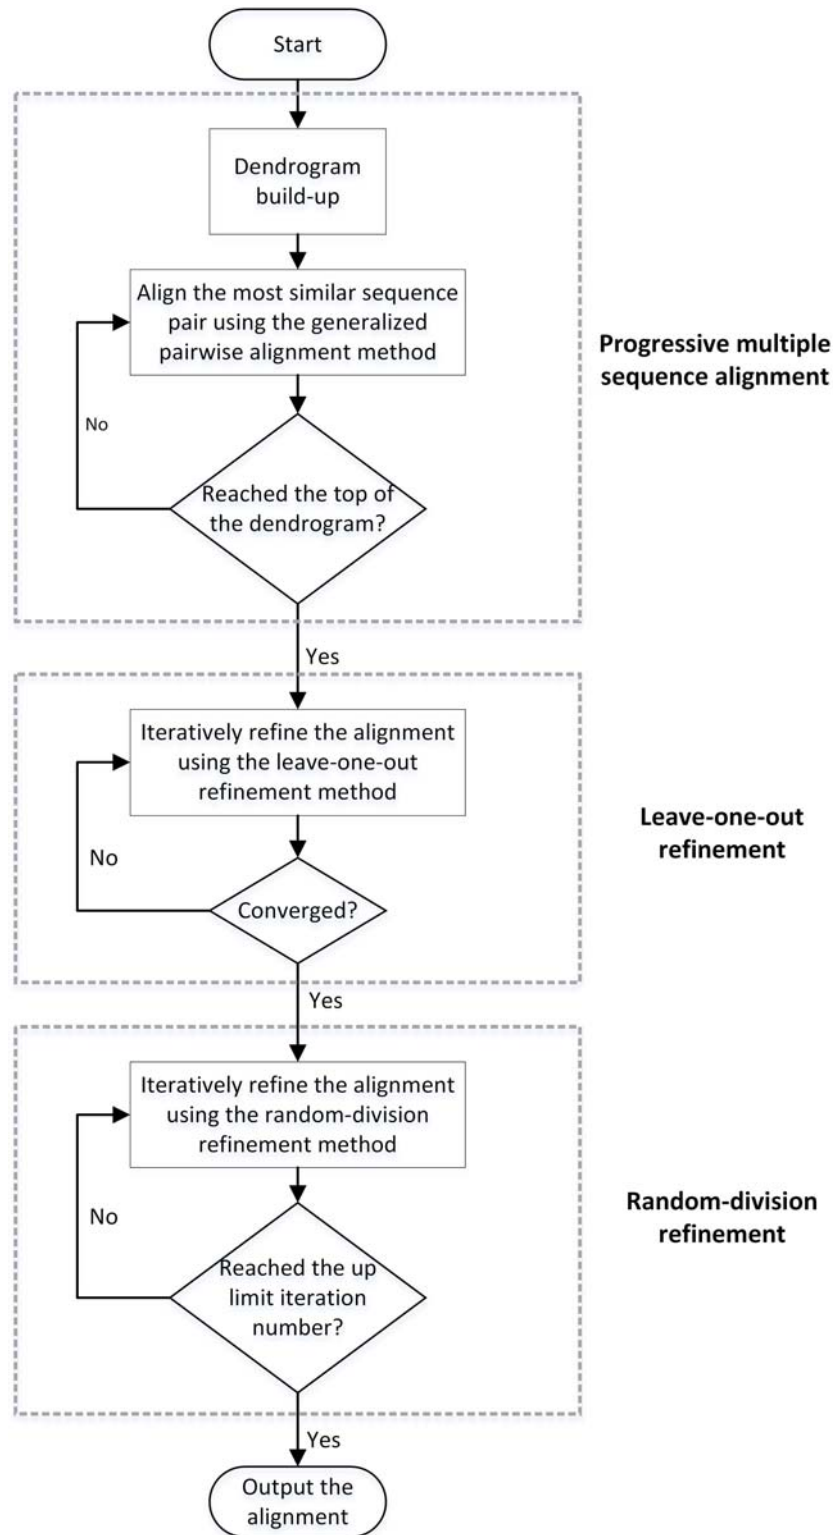 Start
Dendrogram
build-up
Align the most similar sequence
pair using the generalized
pairwise alignment method
Progressive multiple
sequence alignment
No
Reached the top of
the dendrogram?
Yes
Iteratively refine the alignment
using the leave-one-out
refinement method
Leave-one-out
refinement
No
Converged?
Yes
Iteratively refine the alignment
using the random-division
refinement method
Random-division
refinement
No
Reached the up
limit iteration
number?
Yes
Output the
alignment